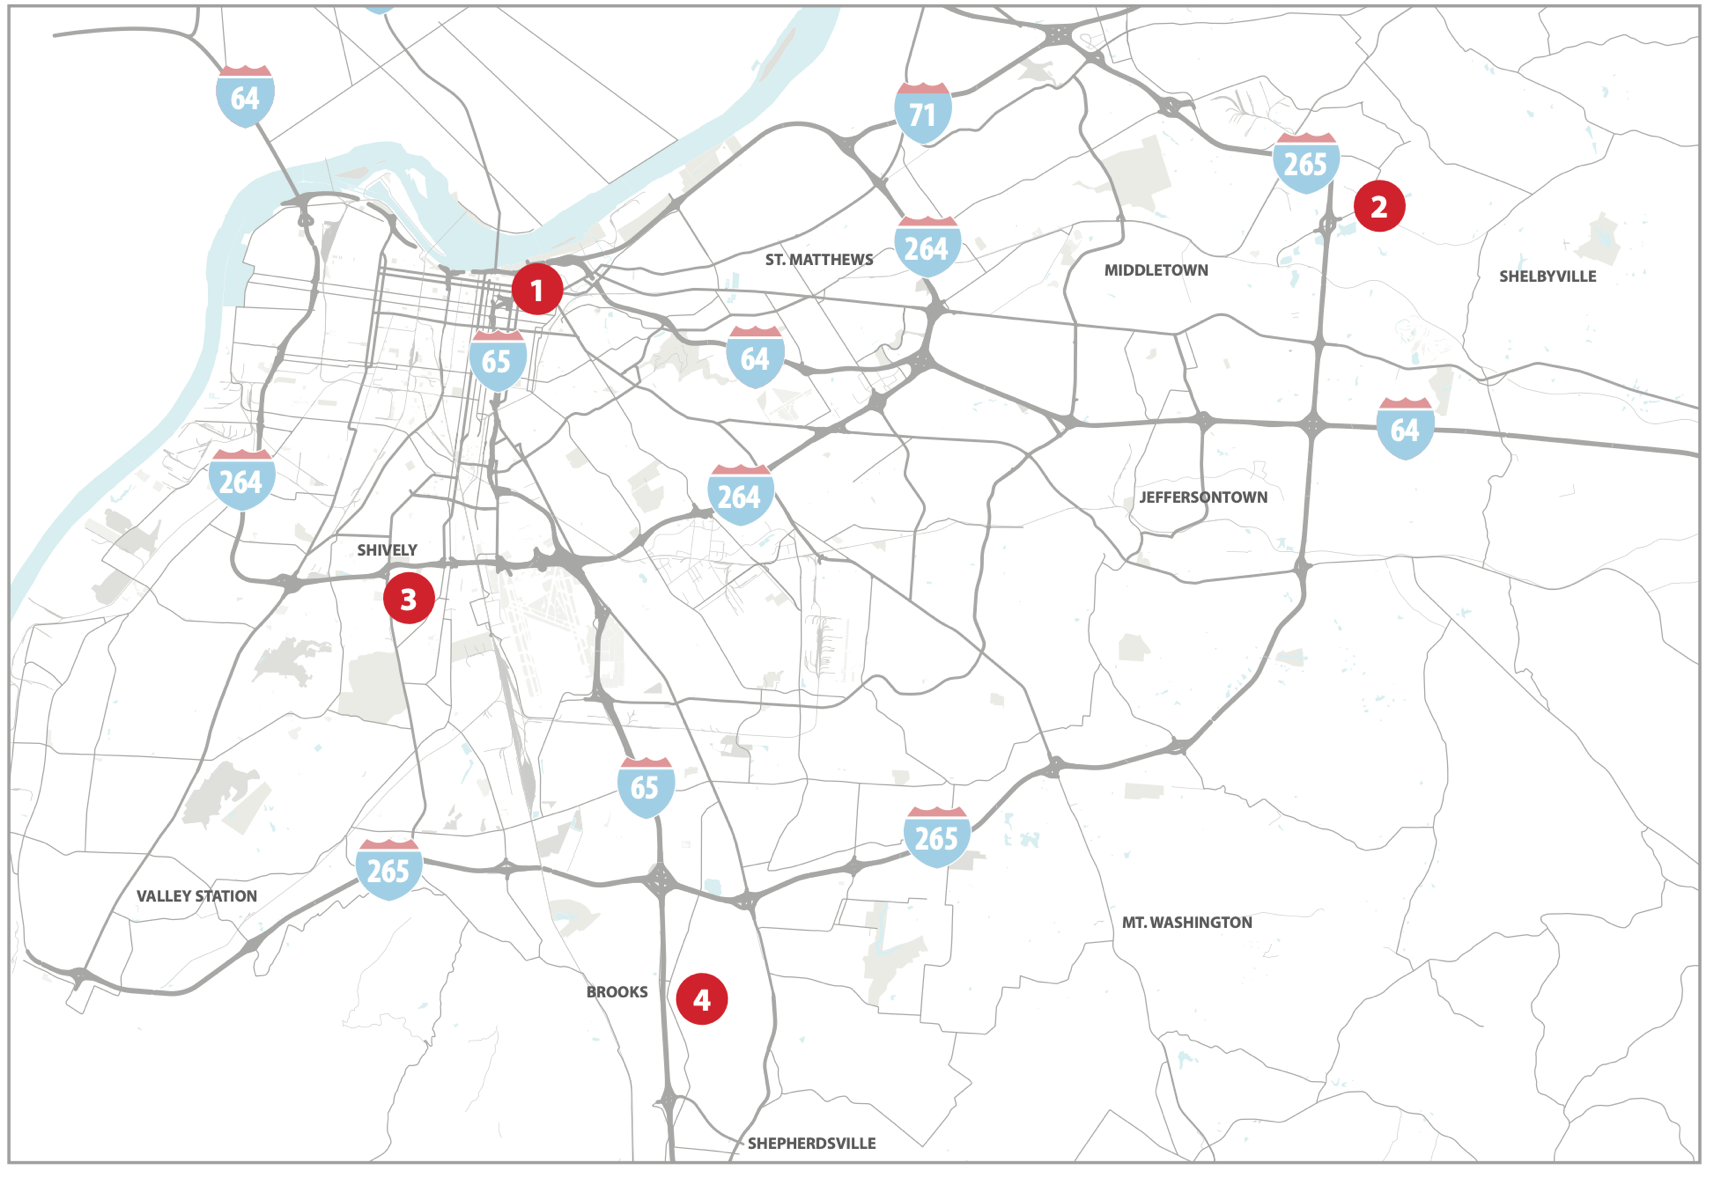 64
71
265
2
264
ST. MATTHEWS
MIDDLETOWN
SHELBYVILLE
1
65
64
64
264
264
JEFFERSONTOWN
SHIVELY
3
65
265
265
VALLEY STATION
MT. WASHINGTON
BROOKS
4
SHEPHERDSVILLE